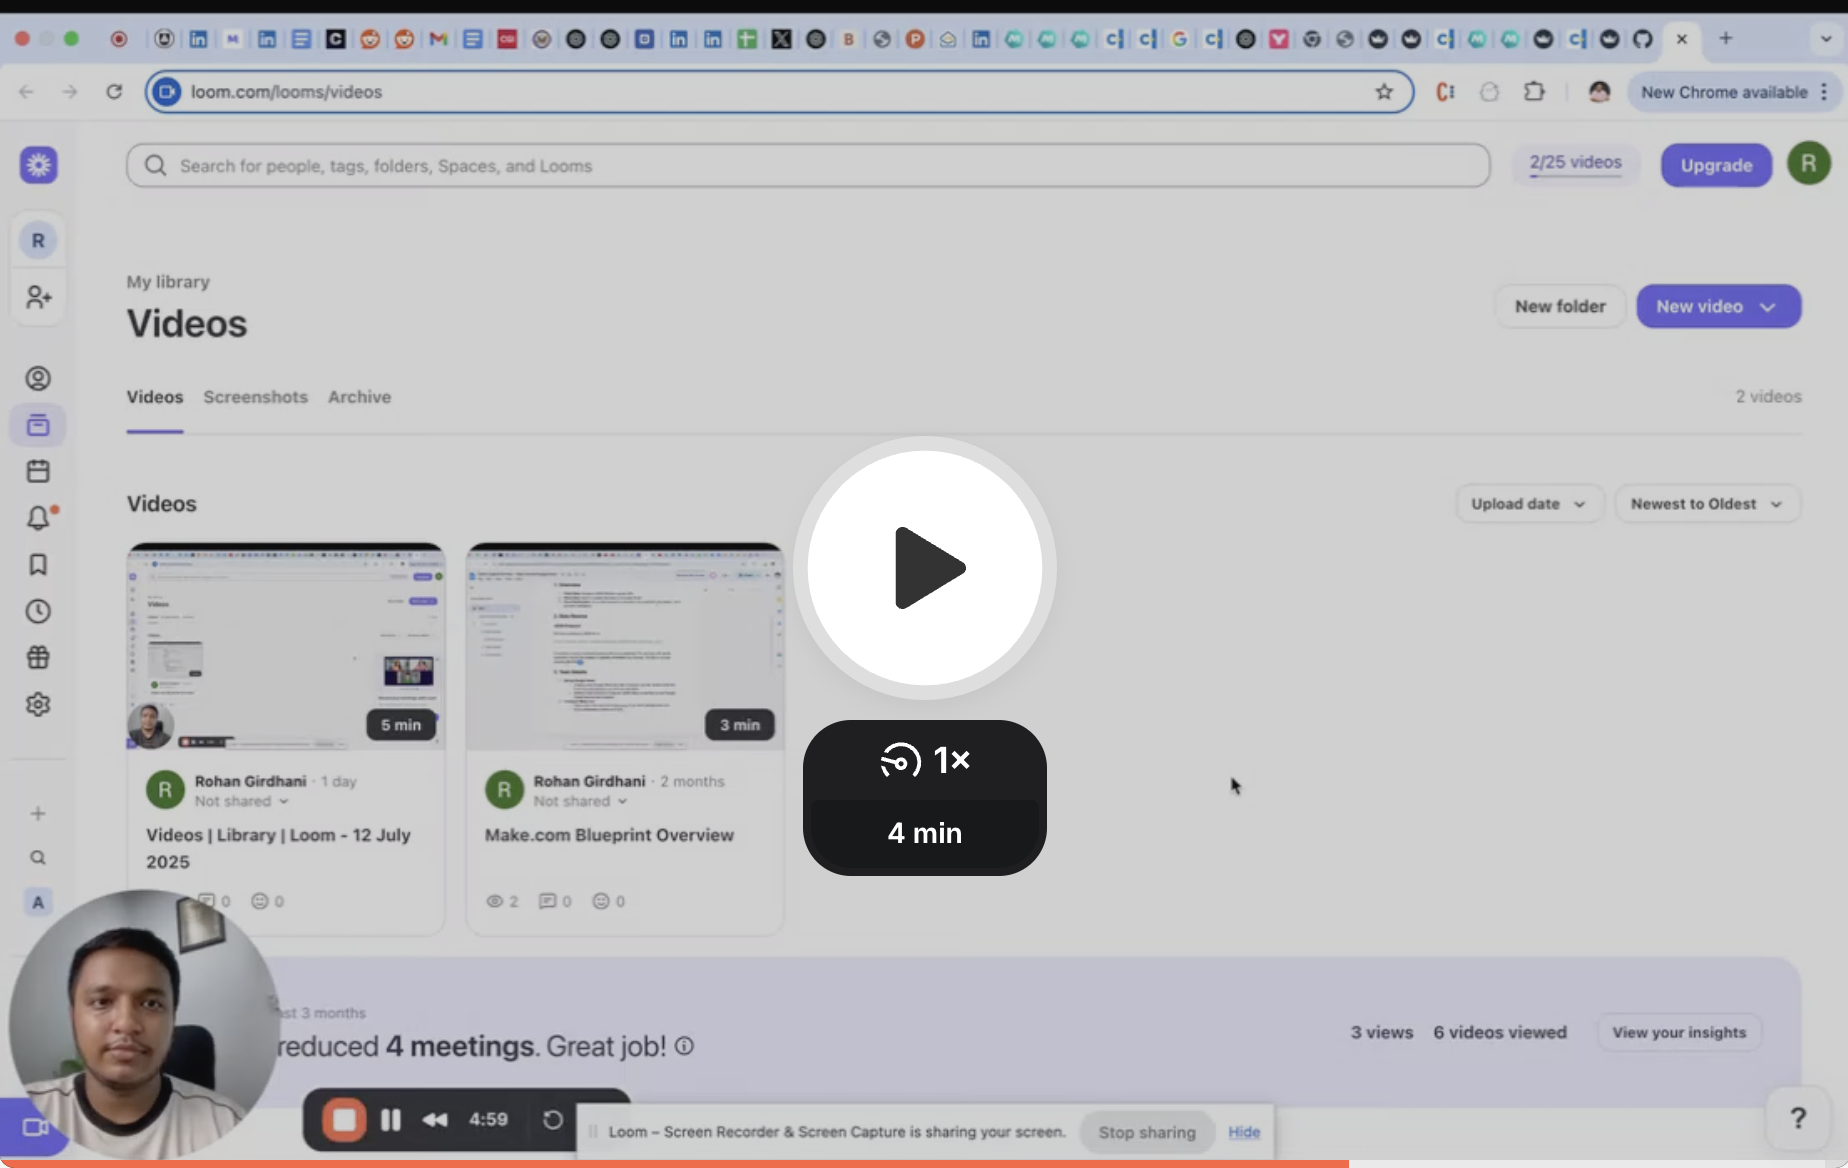 loom.com/looms/videos
New Chrome available
Search for people, tags, folders, Spaces, and Looms
2/25 videos
Upgrade
R
R
My library
Videos
New folder
New video
Videos
Screenshots
Archive
2 videos
Videos
Upload date
Newest to Oldest
5 min
3 min
1×
4 min
R
Rohan Girdhani · 1 day
Not shared
Videos | Library | Loom - 12 July
2025
0
0
R
Rohan Girdhani · 2 months
Not shared
Make.com Blueprint Overview
2
0
0
A
3 months
reduced 4 meetings. Great job!
3 views
6 videos viewed
View your insights
4:59
Loom – Screen Recorder & Screen Capture is sharing your screen.
Stop sharing
Hide
?